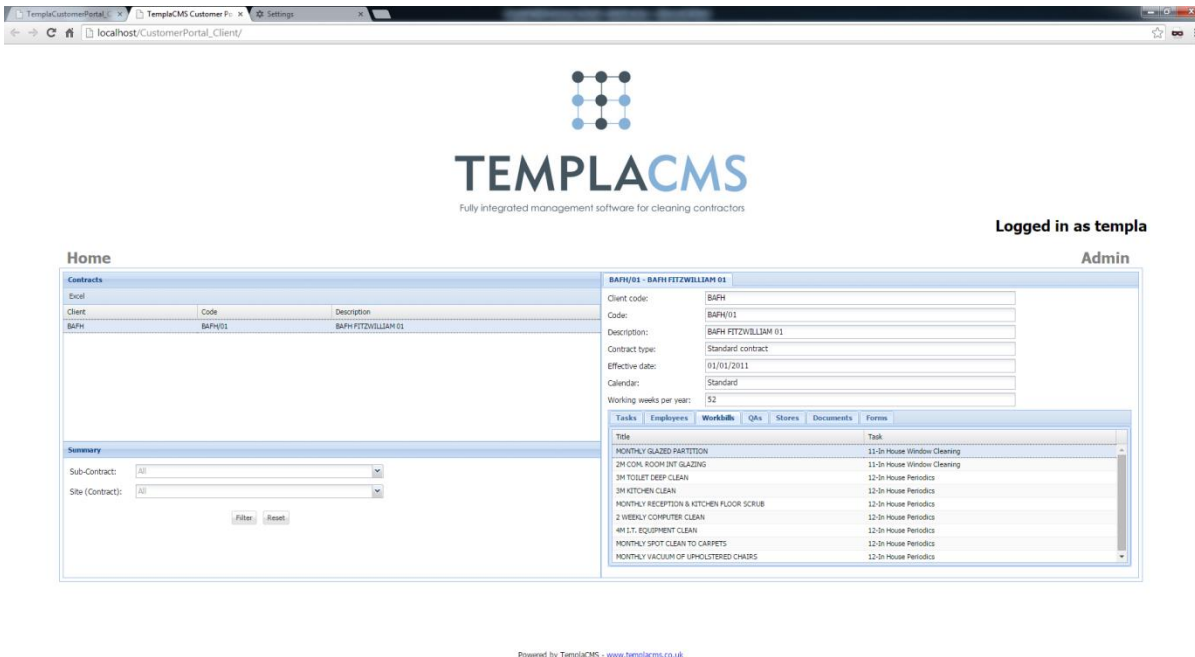 TemplaCustomerPortal_C
TemplaCMS Customer Po
Settings
localhost/CustomerPortal_Client/
TEMPLACMS
Fully integrated management software for cleaning contractors
Logged in as templa
Home
Admin
Contracts
Excel
Client Code Description
BAFH BAFH/01 BAFH FITZWILLIAM 01
Summary
Sub-Contract: All
Site (Contract): All
Filter Reset
BAFH/01 - BAFH FITZWILLIAM 01
Client code: BAFH
Code: BAFH/01
Description: BAFH FITZWILLIAM 01
Contract type: Standard contract
Effective date: 01/01/2011
Calendar: Standard
Working weeks per year: 52
Tasks Employees Workbills QAs Stores Documents Forms
Title Task
MONTHLY GLAZED PARTITION 11-In House Window Cleaning
2M COM. ROOM INT GLAZING 11-In House Window Cleaning
3M TOILET DEEP CLEAN 12-In House Periodics
3M KITCHEN CLEAN 12-In House Periodics
MONTHLY RECEPTION & KITCHEN FLOOR SCRUB 12-In House Periodics
2 WEEKLY COMPUTER CLEAN 12-In House Periodics
4M I.T. EQUIPMENT CLEAN 12-In House Periodics
MONTHLY SPOT CLEAN TO CARPETS 12-In House Periodics
MONTHLY VACUUM OF UPHOLSTERED CHAIRS 12-In House Periodics
Powered by TemplaCMS - www.templacms.co.uk